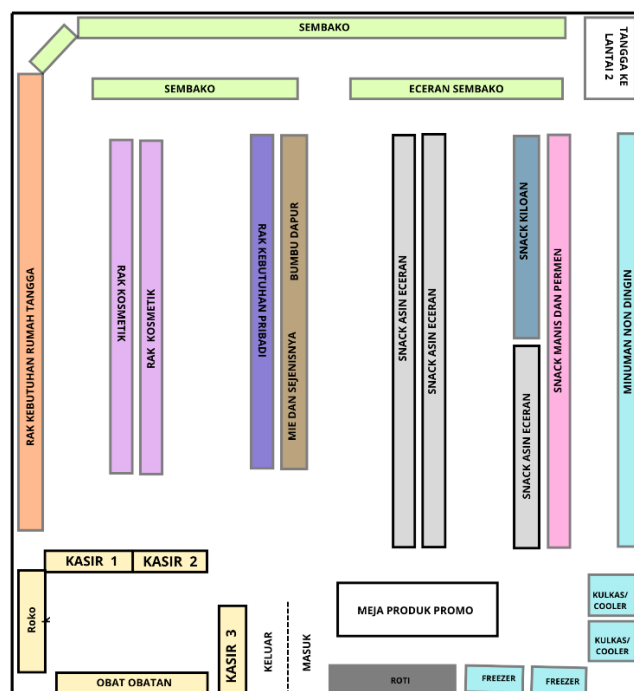 SEMBAKO
TANGGA KE
LANTAI 2
SEMBAKO
ECERAN SEMBAKO
RAK KEBUTUHAN RUMAH TANGGA
RAK KOSMETIK
RAK KOSMETIK
RAK KEBUTUHAN PRIBADI
BUMBU DAPUR
MIE DAN SEJENISNYA
SNACK ASIN ECERAN
SNACK ASIN ECERAN
SNACK KILOAN
SNACK ASIN ECERAN
SNACK MANIS DAN PERMEN
MINUMAN NON DINGIN
KASIR 1
KASIR 2
Roko
k
OBAT OBATAN
KASIR 3
KELUAR
MASUK
MEJA PRODUK PROMO
KULKAS/
COOLER
KULKAS/
COOLER
ROTI
FREEZER
FREEZER